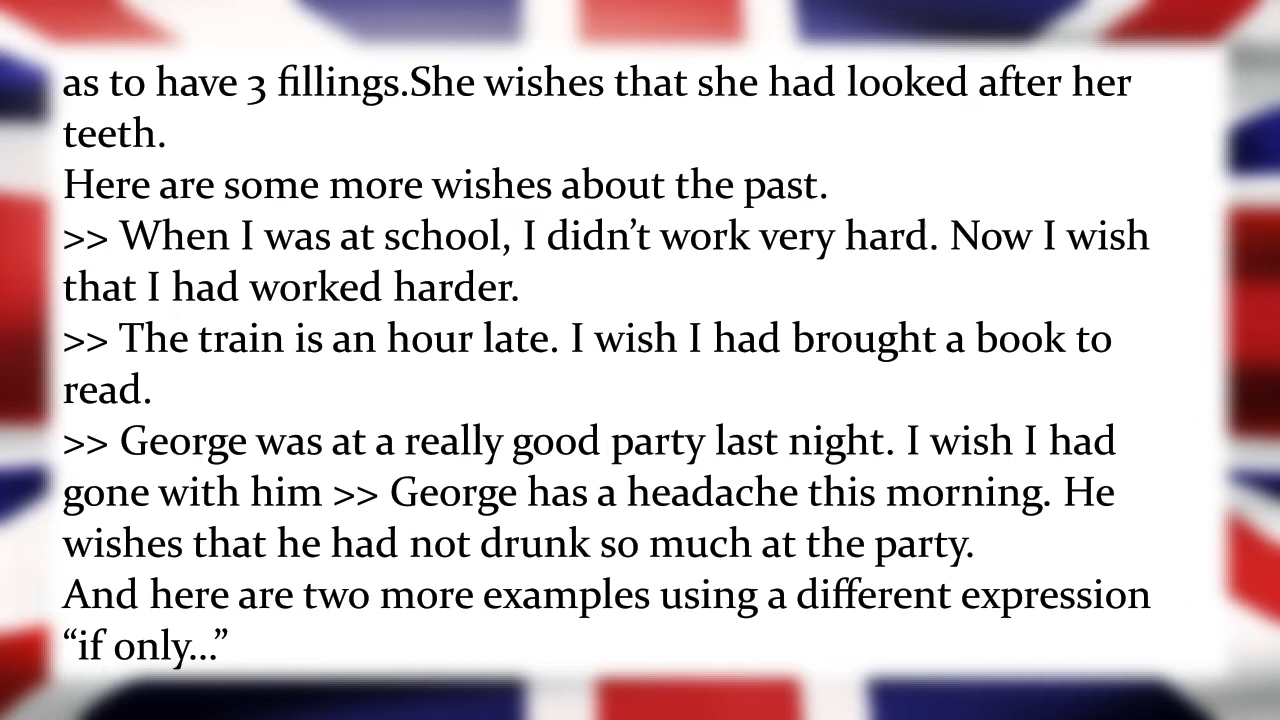 as to have 3 fillings.She wishes that she had looked after her
teeth.
Here are some more wishes about the past.
>> When I was at school, I didn’t work very hard. Now I wish
that I had worked harder.
>> The train is an hour late. I wish I had brought a book to
read.
>> George was at a really good party last night. I wish I had
gone with him >> George has a headache this morning. He
wishes that he had not drunk so much at the party.
And here are two more examples using a different expression
“if only...”